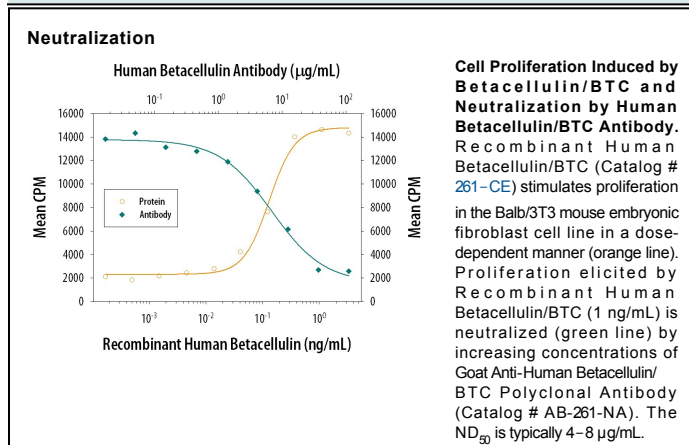 Neutralization
Human Betacellulin Antibody (μg/mL)
10⁻¹ 10⁰ 10¹ 10²
16000 16000
14000 14000
12000 12000
10000 10000
8000 8000
6000 6000
4000 4000
2000 2000
0 0
Mean CPM
Mean CPM
Protein
Antibody
10⁻³ 10⁻² 10⁻¹ 10⁰
Recombinant Human Betacellulin (ng/mL)
Cell Proliferation Induced by
Betacellulin/BTC and
Neutralization by Human
Betacellulin/BTC Antibody.
Recombinant Human
Betacellulin/BTC (Catalog #
261-CE) stimulates proliferation
in the Balb/3T3 mouse embryonic
fibroblast cell line in a dose-
dependent manner (orange line).
Proliferation elicited by
Recombinant Human
Betacellulin/BTC (1 ng/mL) is
neutralized (green line) by
increasing concentrations of
Goat Anti-Human Betacellulin/
BTC Polyclonal Antibody
(Catalog # AB-261-NA). The
ND₅₀ is typically 4-8 μg/mL.